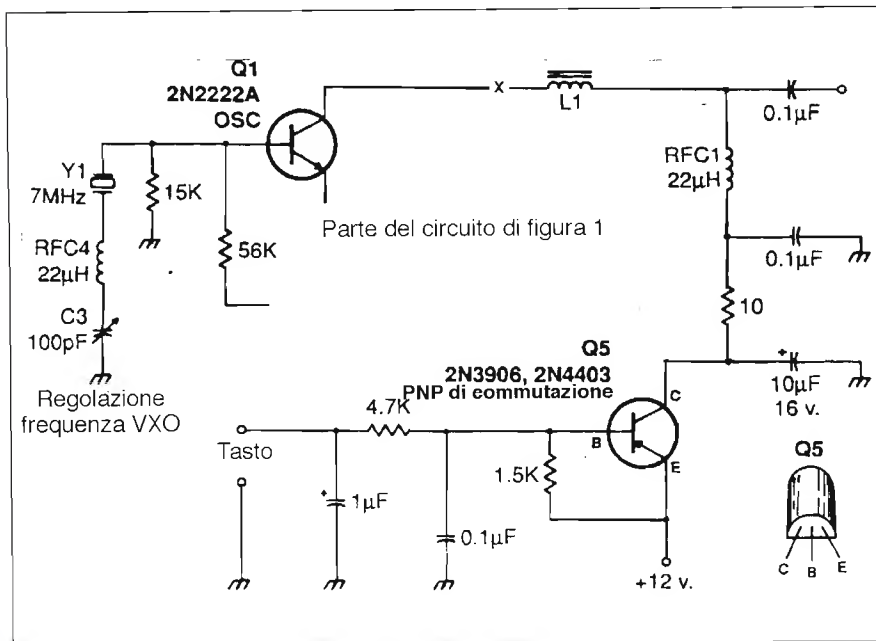 Q1
2N2222A
OSC
X
L1
0.1µF
Y1
7MHz
15K
RFC1
22µH
Parte del circuito di figura 1
RFC4
22µH
56K
0.1µF
C3
100pF
10
Regolazione
frequenza VXO
Q5
2N3906, 2N4403
PNP di commutazione
C
+
10µF
16 v.
4.7K
B
Tasto
1.5K
E
Q5
+
1µF
0.1µF
+12 v.
C B E